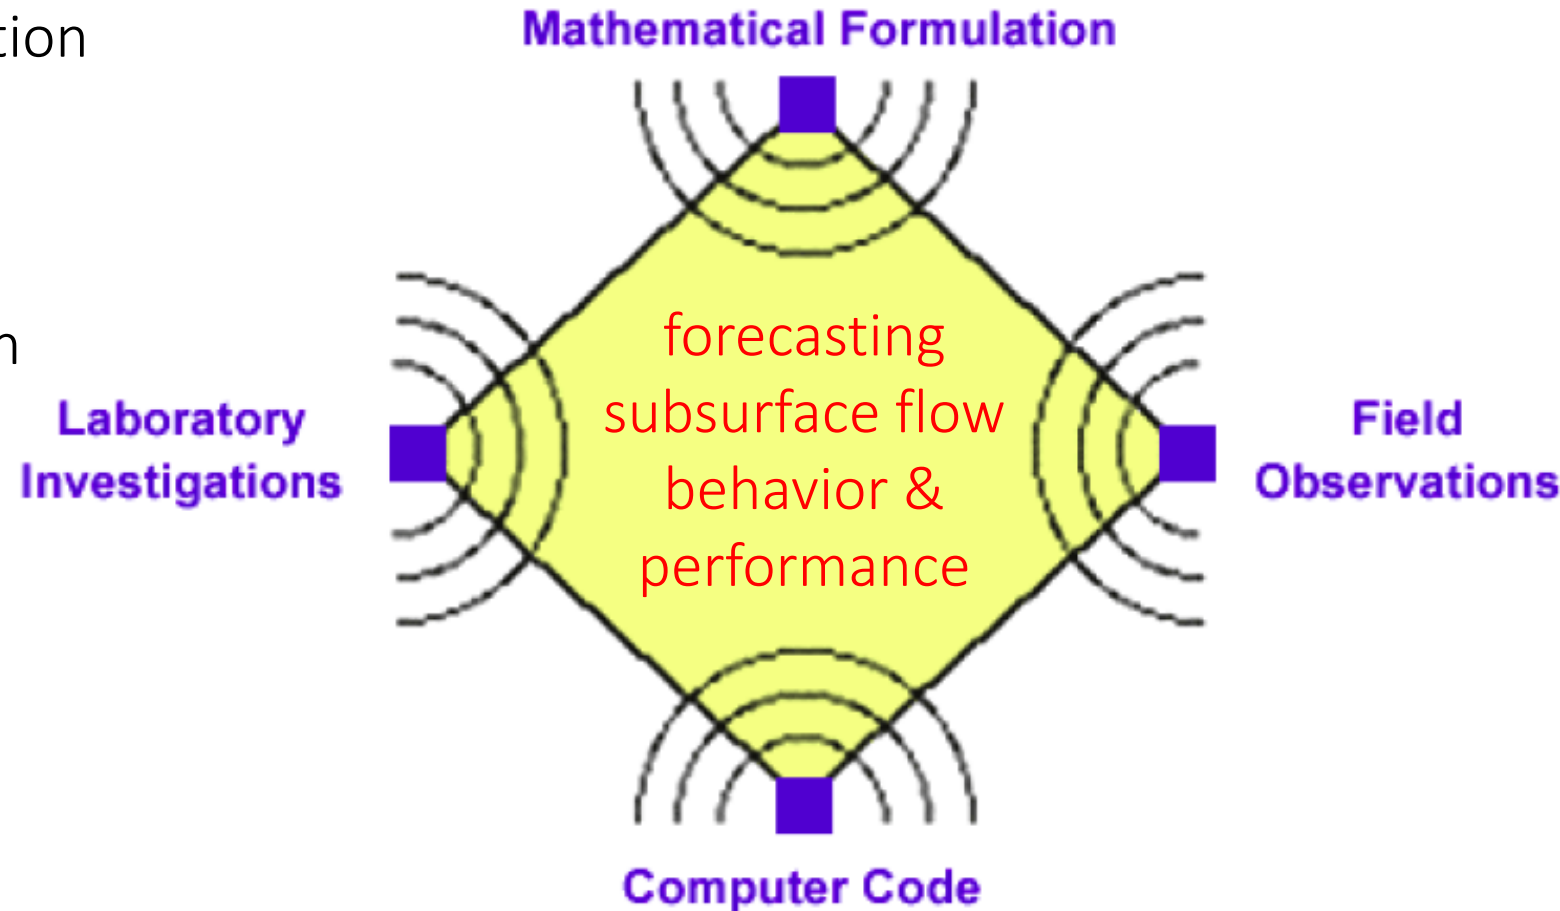 tion
Mathematical Formulation
n
Laboratory
Investigations
forecasting
subsurface flow
behavior &
performance
Field
Observations
Computer Code